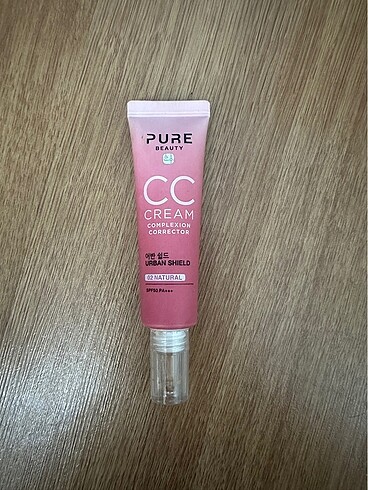 PURE
BEAUTY
CC
CREAM
COMPLEXION
CORRECTOR
어반 쉴드
URBAN SHIELD
02 NATURAL
SPF50 PA+++